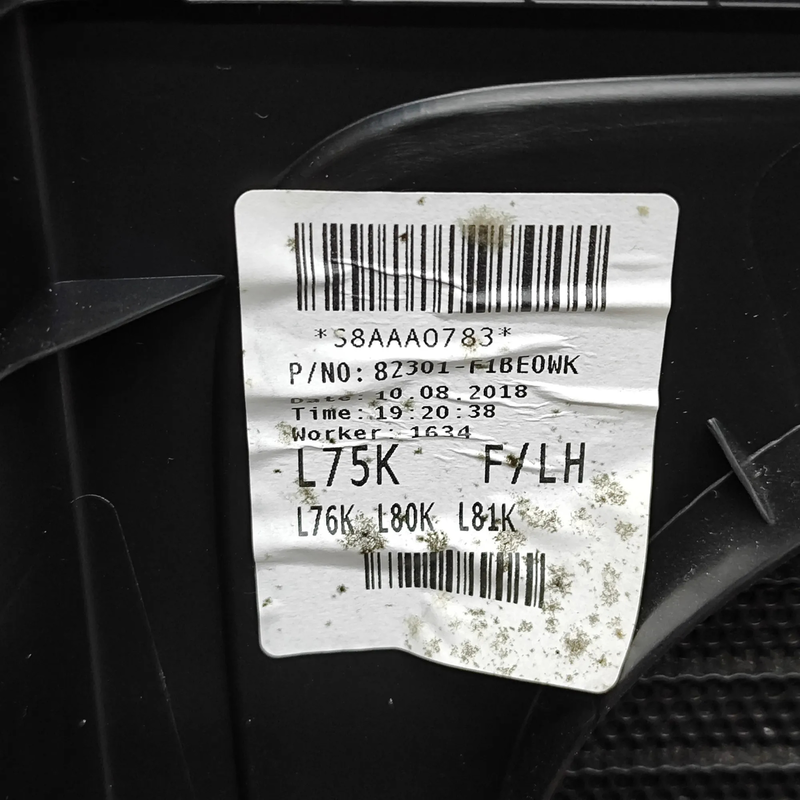 *S8AAA0783*
P/NO: 82301-F1BE0WK
Date: 10.08.2018
Time: 19:20:38
Worker: 1634
L75K F/LH
L76K L80K L81K